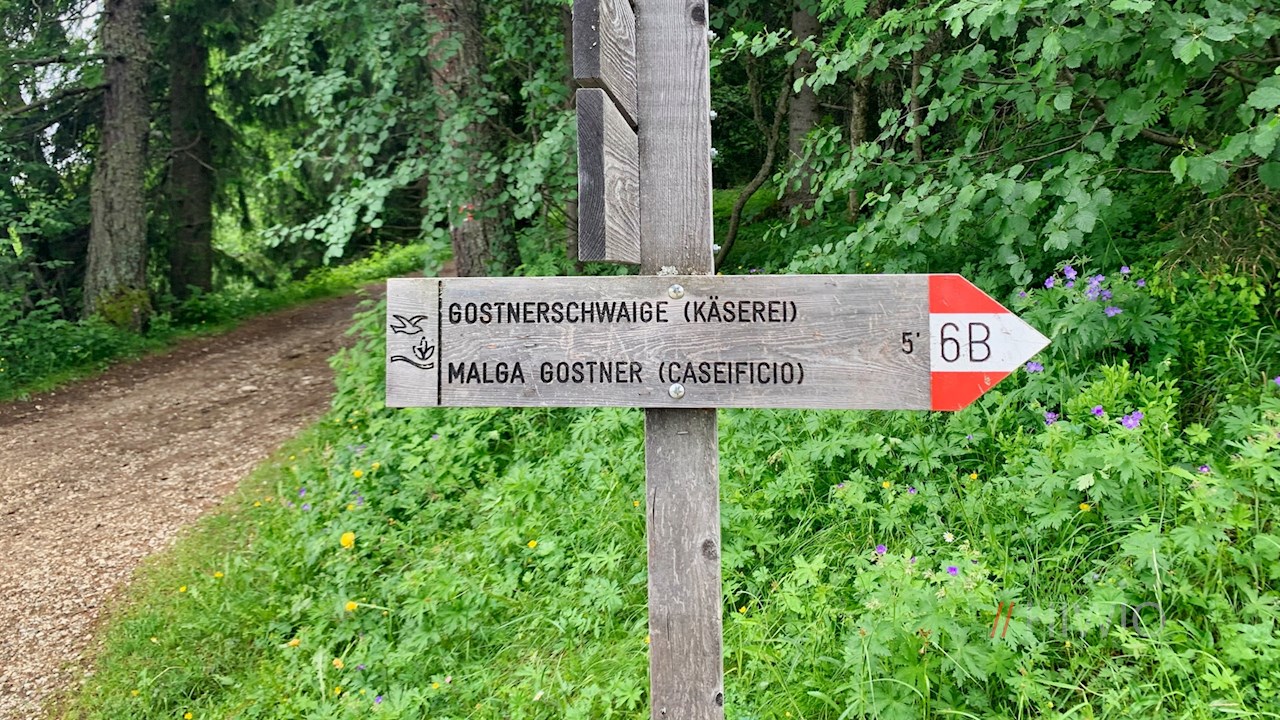 GOSTNERSCHWAIGE (KÄSEREI)
5' 6B
MALGA GOSTNER (CASEIFICIO)